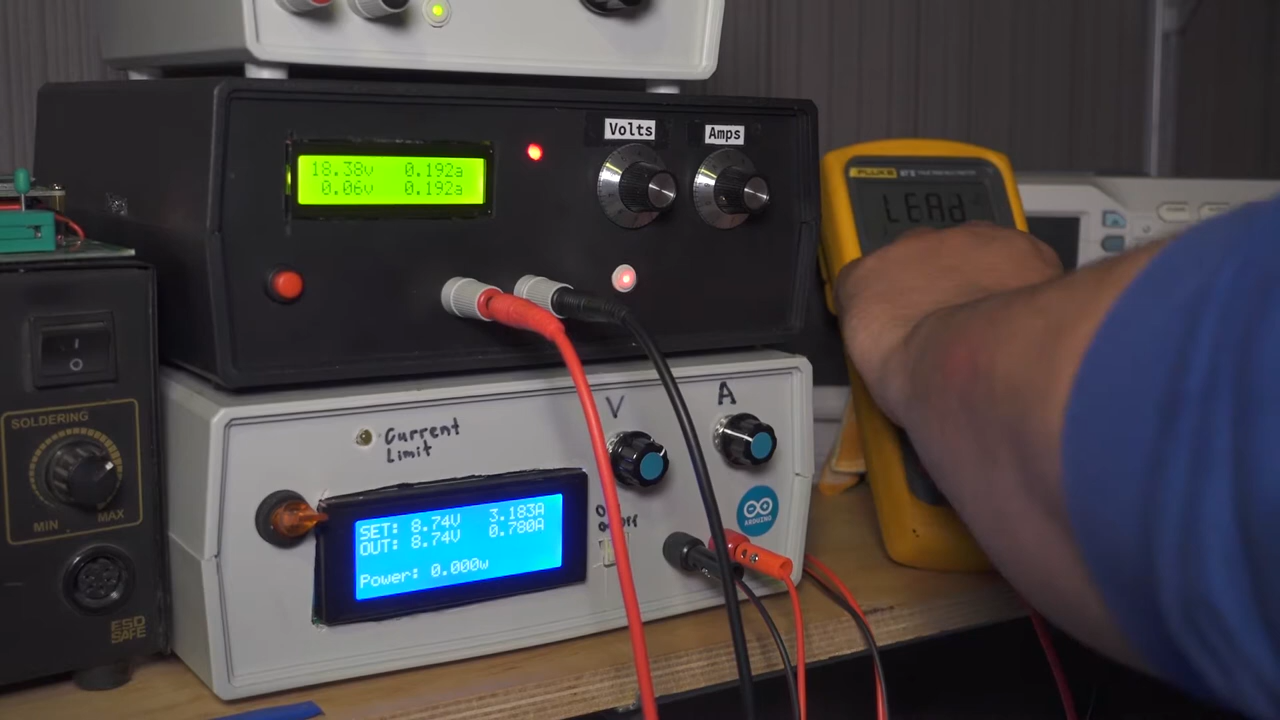 Volts
Amps
18.38v 0.192a
0.06v 0.192a
FLUKE
LEAd
I
O
SOLDERING
MIN MAX
ESD
SAFE
Current
Limit
V
A
SET: 8.74V 3.183A
OUT: 8.74V 0.780A
Power: 0.000w
ARDUINO